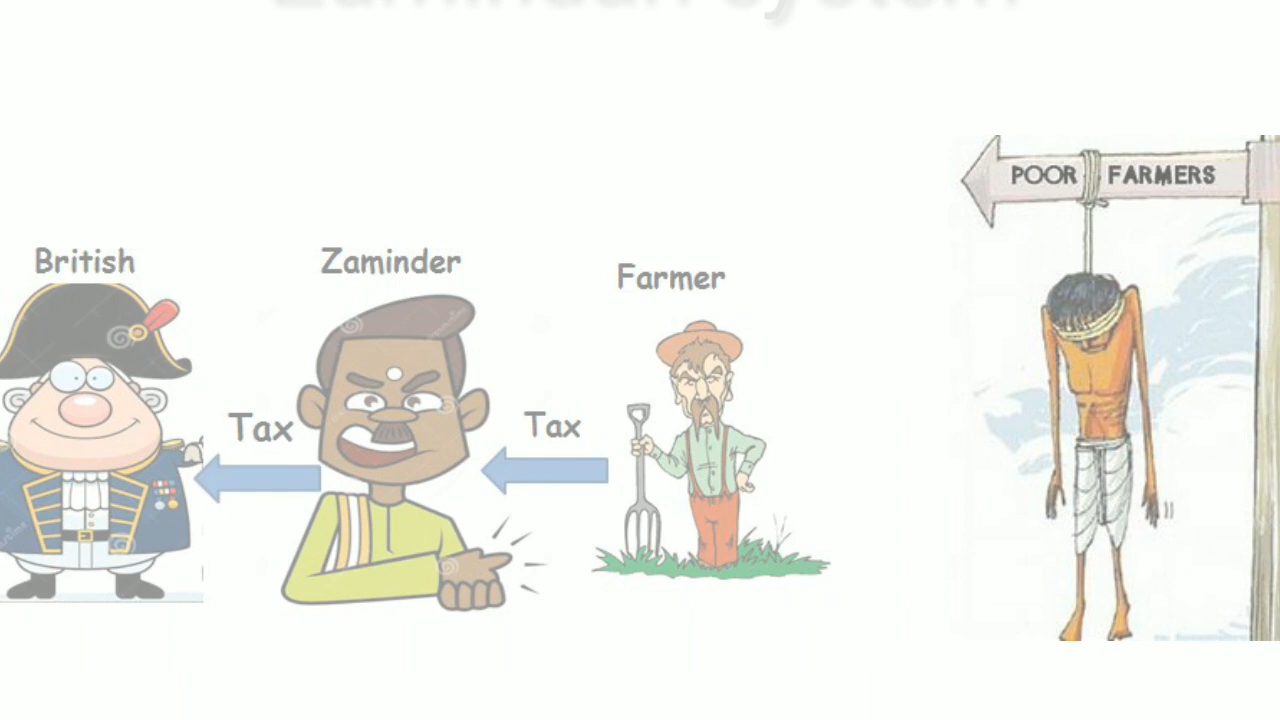 POOR FARMERS
British
Zaminder
Farmer
Tax
Tax